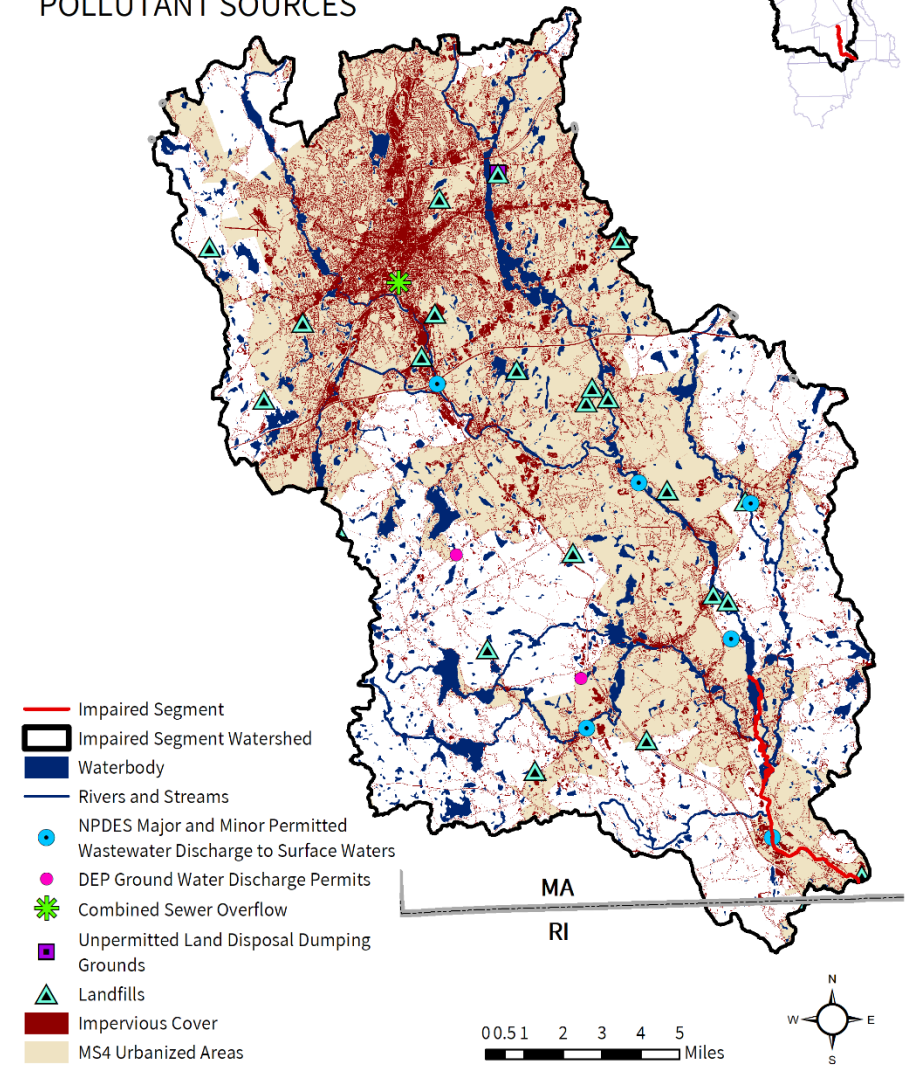 POLLUTANT SOURCES
Impaired Segment
Impaired Segment Watershed
Waterbody
Rivers and Streams
NPDES Major and Minor Permitted
Wastewater Discharge to Surface Waters
DEP Ground Water Discharge Permits
Combined Sewer Overflow
Unpermitted Land Disposal Dumping
Grounds
Landfills
Impervious Cover
MS4 Urbanized Areas
MA
RI
N
W E
S
0 0.5 1 2 3 4 5
Miles